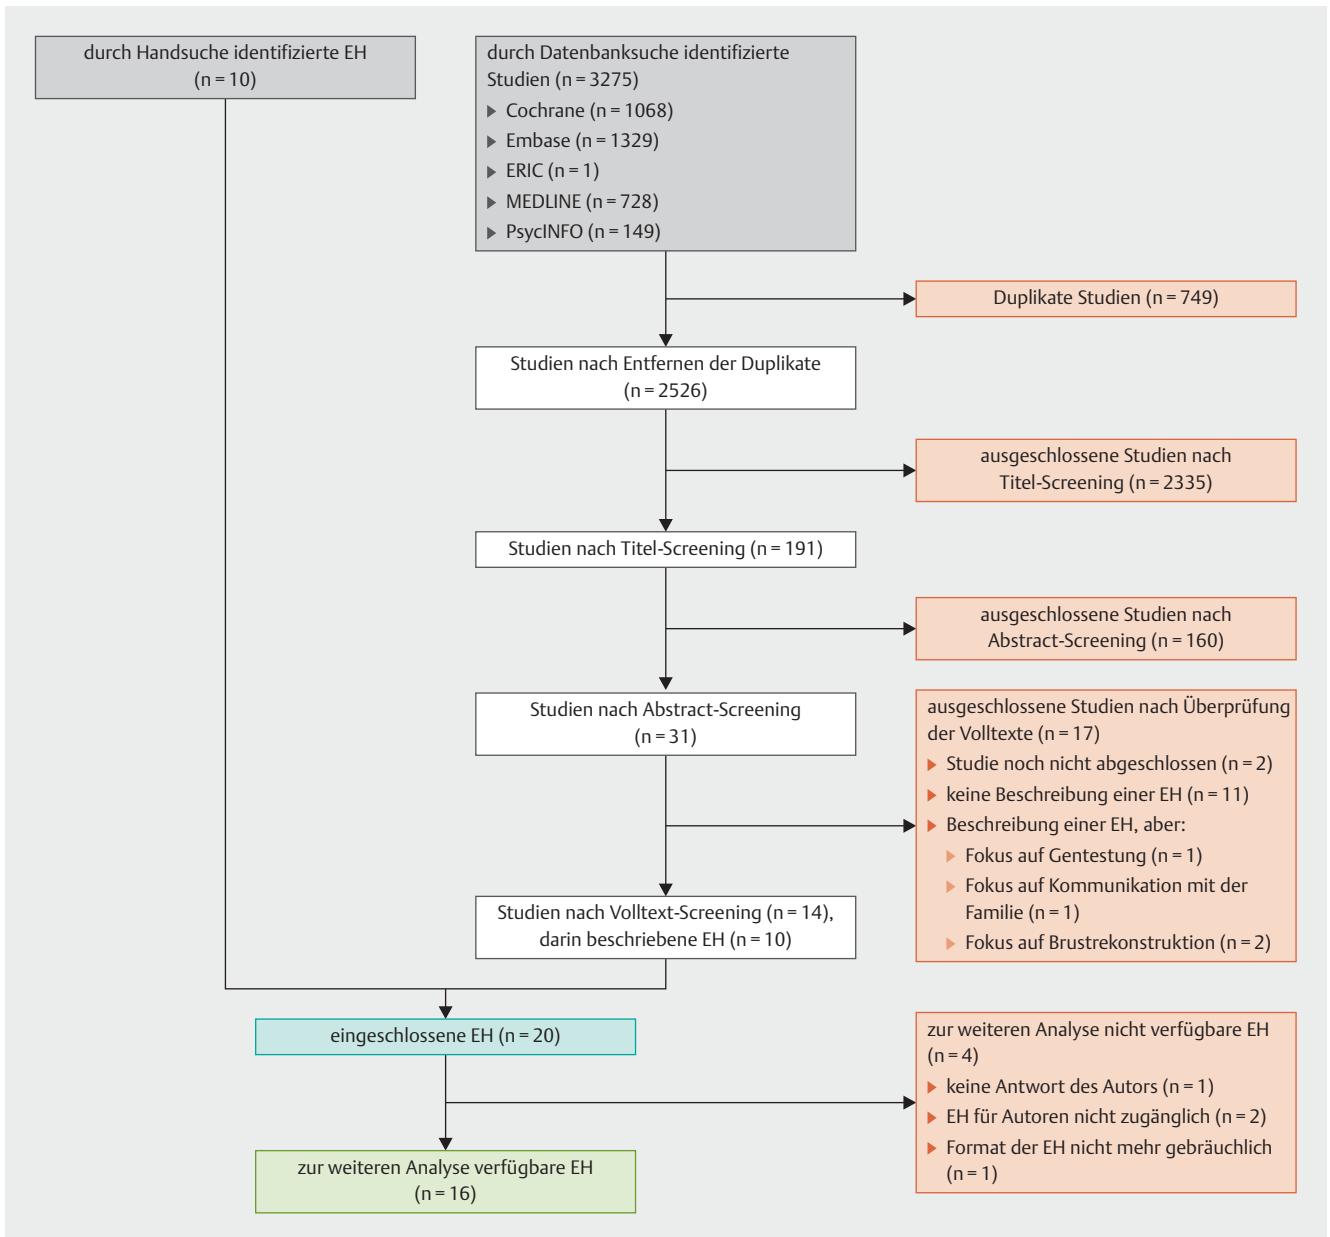 durch Handsuche identifizierte EH
(n = 10)
durch Datenbanksuche identifizierte
Studien (n = 3275)
Cochrane (n = 1068)
Embase (n = 1329)
ERIC (n = 1)
MEDLINE (n = 728)
PsycINFO (n = 149)
Duplikate Studien (n = 749)
Studien nach Entfernen der Duplikate
(n = 2526)
ausgeschlossene Studien nach
Titel-Screening (n = 2335)
Studien nach Titel-Screening (n = 191)
ausgeschlossene Studien nach
Abstract-Screening (n = 160)
Studien nach Abstract-Screening
(n = 31)
ausgeschlossene Studien nach Überprüfung
der Volltexte (n = 17)
Studie noch nicht abgeschlossen (n = 2)
keine Beschreibung einer EH (n = 11)
Beschreibung einer EH, aber:
Fokus auf Gentestung (n = 1)
Fokus auf Kommunikation mit der
Familie (n = 1)
Fokus auf Brustrekonstruktion (n = 2)
Studien nach Volltext-Screening (n = 14),
darin beschriebene EH (n = 10)
eingeschlossene EH (n = 20)
zur weiteren Analyse nicht verfügbare EH
(n = 4)
keine Antwort des Autors (n = 1)
EH für Autoren nicht zugänglich (n = 2)
Format der EH nicht mehr gebräuchlich
(n = 1)
zur weiteren Analyse verfügbare EH
(n = 16)